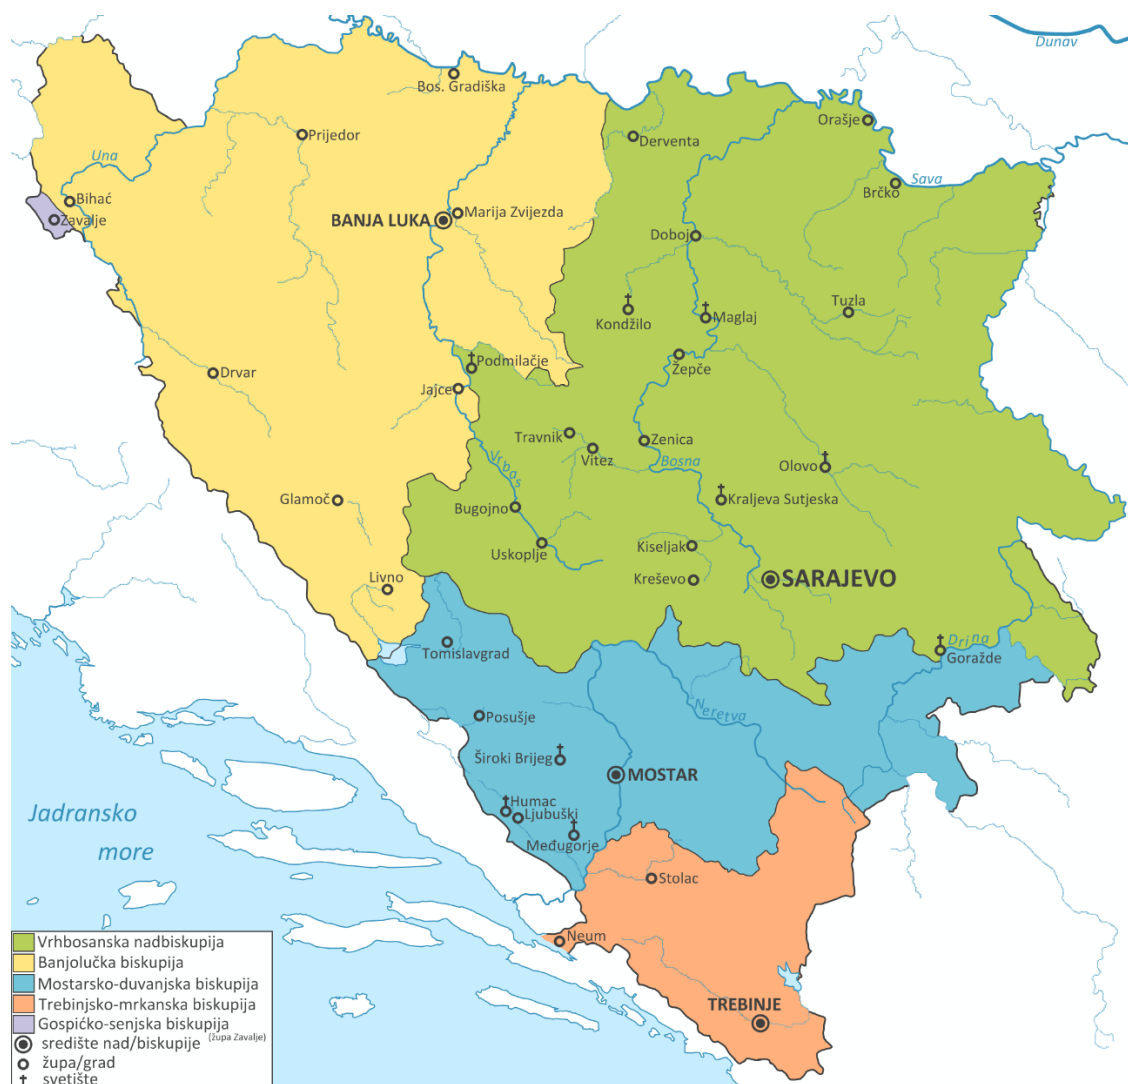 Dunav
Bos. Gradiška
Orašje
Prijedor
Derventa
Una
Sava
Brčko
Bihać
Zavalje
Marija Zvijezda
BANJA LUKA
Doboj
Tuzla
Kondžilo
Maglaj
Podmilačje
Žepče
Drvar
Jajce
Travnik
Zenica
Vitez
Vrbas
Bosna
Olovo
Glamoč
Kraljeva Sutjeska
Bugojno
Uskoplje
Kiseljak
Livno
Kreševo
SARAJEVO
Drina
Tomislavgrad
Goražde
Neretva
Posušje
Široki Brijeg
MOSTAR
Humac
Ljubuški
Jadransko
more
Međugorje
Stolac
Neum
TREBINJE
Vrhbosanska nadbiskupija
Banjolučka biskupija
Mostarsko-duvanjska biskupija
Trebinjsko-mrkanska biskupija
Gospićko-senjska biskupija
(župa Zavalje)
središte nad/biskupije
župa/grad
svetište